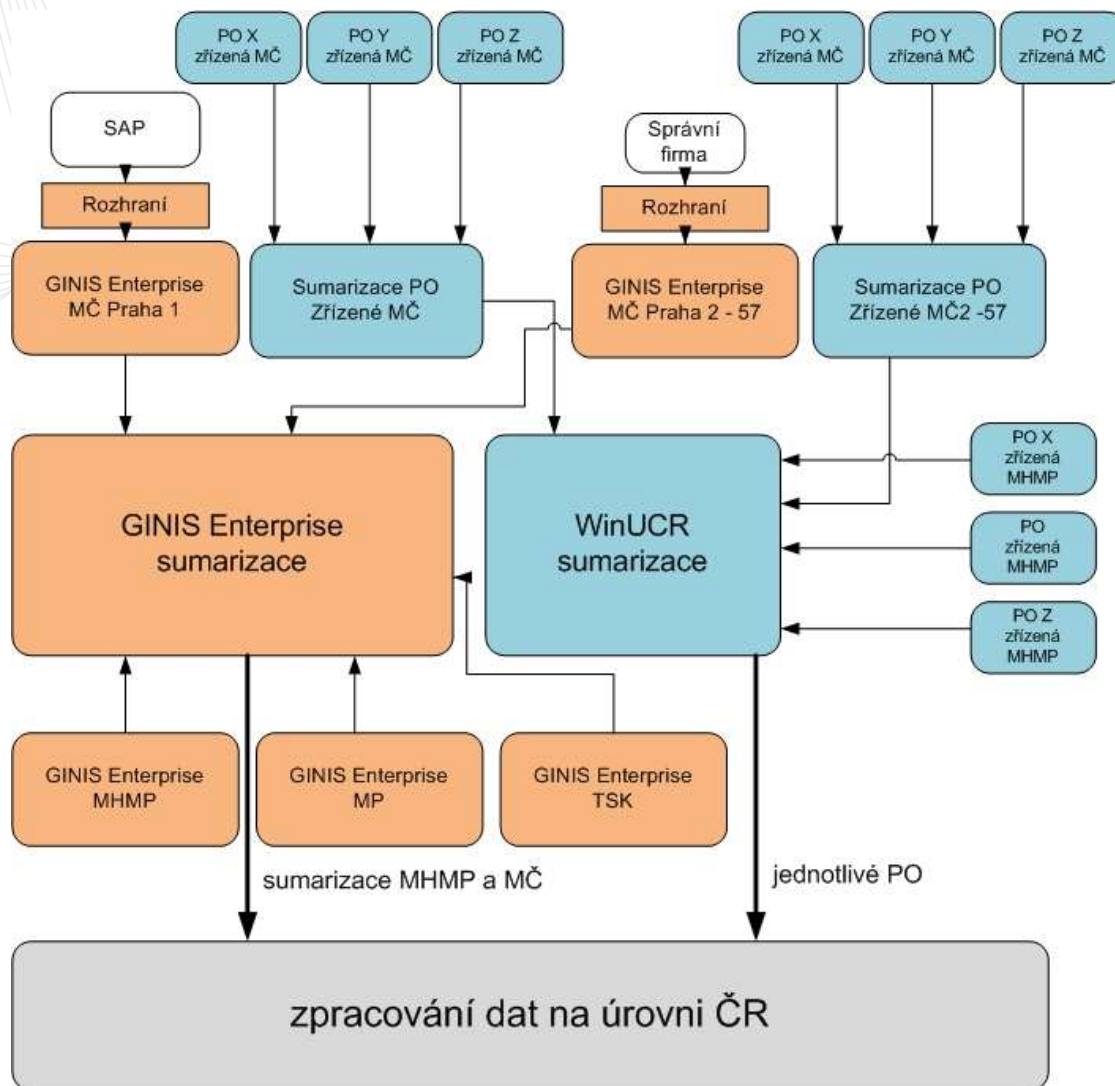 PO X
zřízená MČ
PO Y
zřízená MČ
PO Z
zřízená MČ
PO X
zřízená MČ
PO Y
zřízená MČ
PO Z
zřízená MČ
SAP
Správní
firma
Rozhraní
Rozhraní
GINIS Enterprise
MČ Praha 1
Sumarizace PO
Zřízené MČ
GINIS Enterprise
MČ Praha 2 - 57
Sumarizace PO
Zřízené MČ2 -57
GINIS Enterprise
sumarizace
WinUCR
sumarizace
PO X
zřízená
MHMP
PO
zřízená
MHMP
PO Z
zřízená
MHMP
GINIS Enterprise
MHMP
GINIS Enterprise
MP
GINIS Enterprise
TSK
sumarizace MHMP a MČ
jednotlivé PO
zpracování dat na úrovni ČR